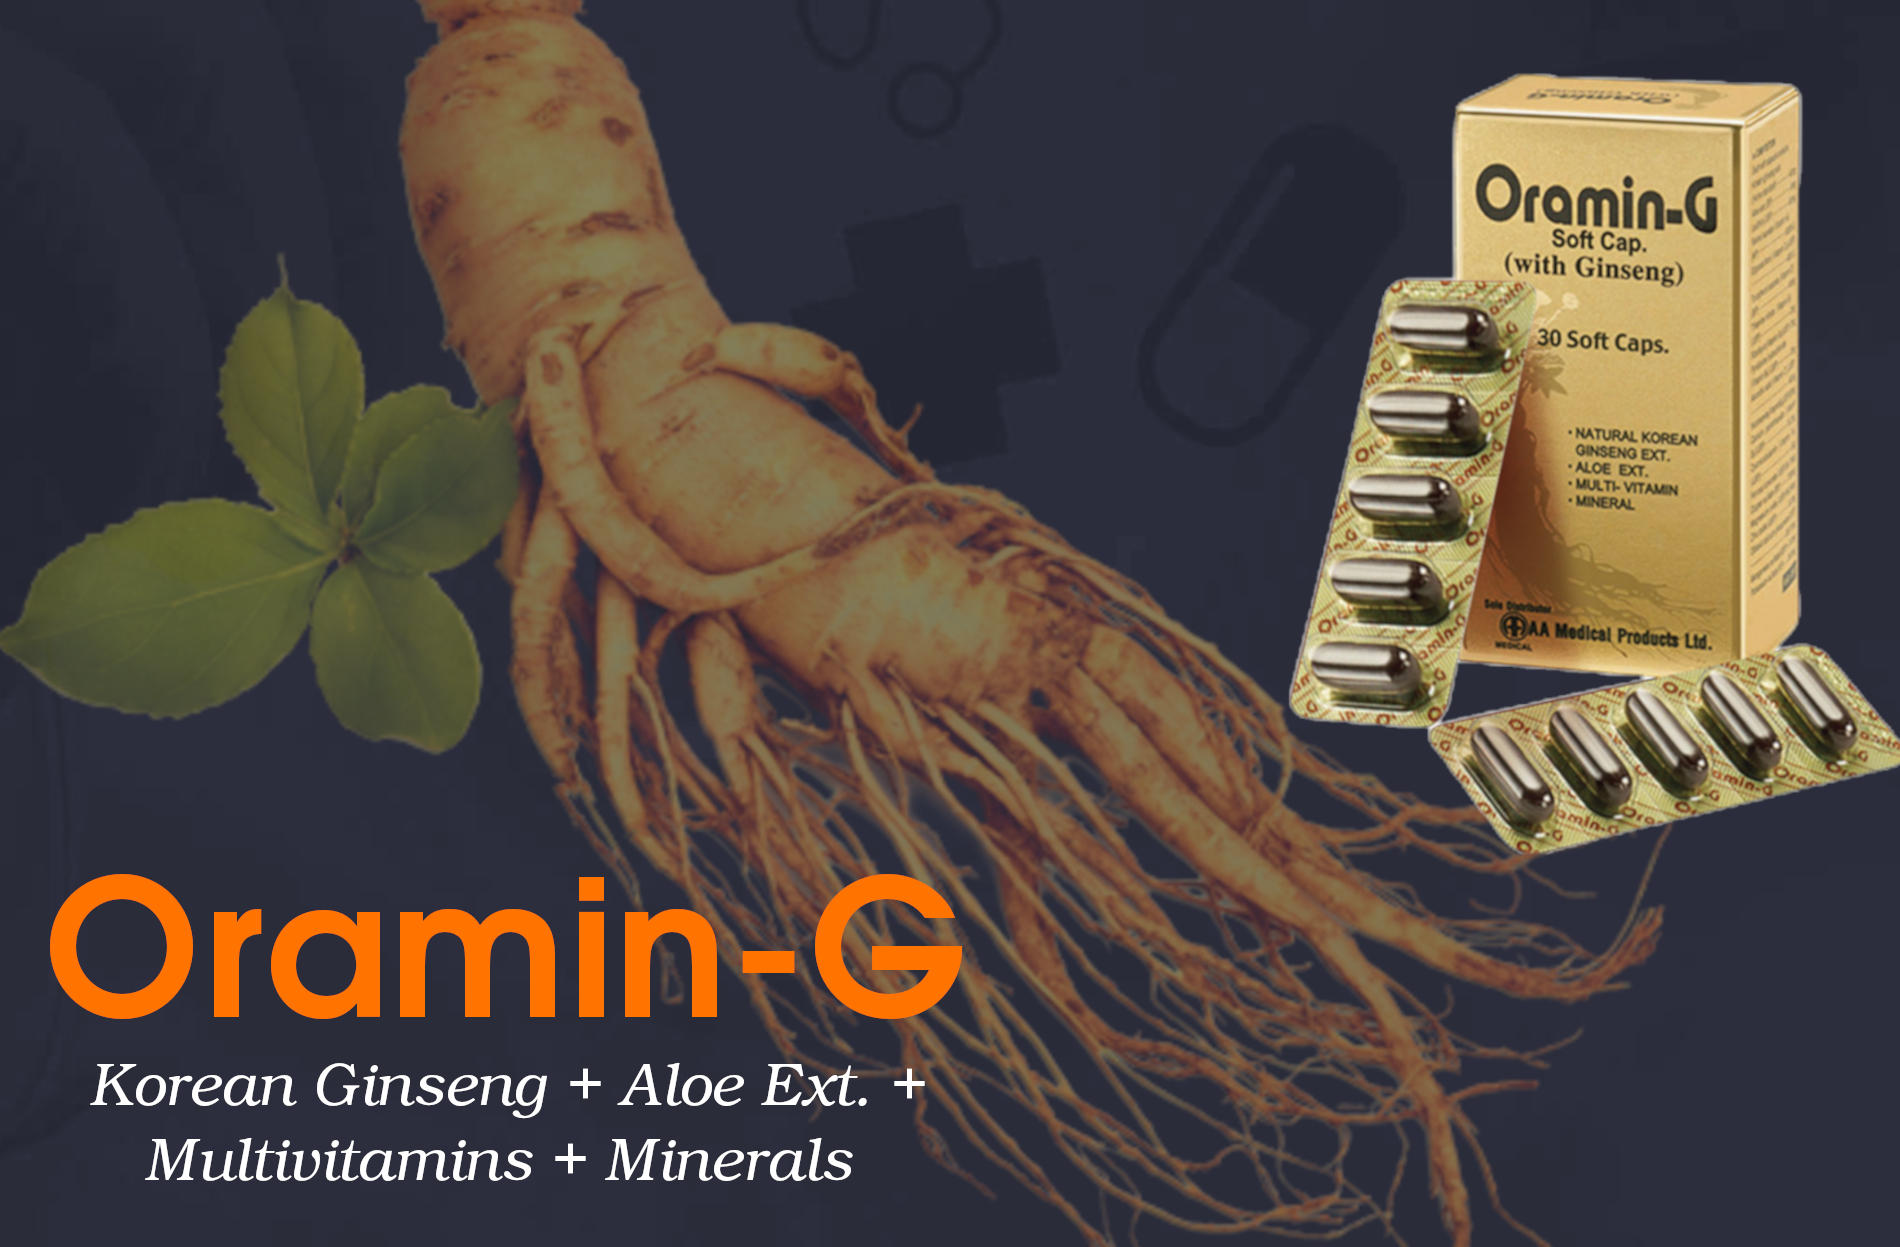 Oramin-G
Soft Cap.
(with Ginseng)
30 Soft Caps.
• NATURAL KOREAN
GINSENG EXT.
• ALOE EXT.
• MULTI- VITAMIN
• MINERAL
Sole Distributor
AA Medical Products Ltd.
MEDICAL
Oramin-G
Korean Ginseng + Aloe Ext. +
Multivitamins + Minerals